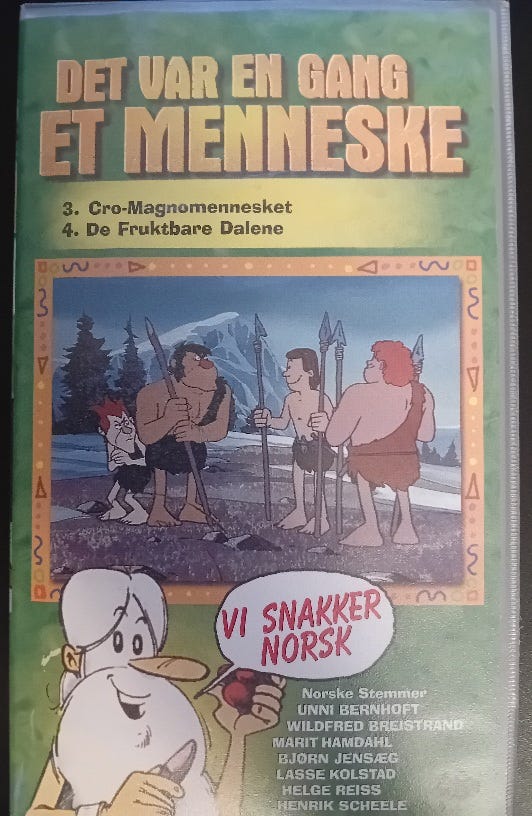 DET VAR EN GANG
ET MENNESKE
3. Cro-Magnomennesket
4. De Fruktbare Dalene
VI SNAKKER
NORSK
Norske Stemmer
UNNI BERNHOFT
WILDFRED BREISTRAND
MARIT HAMDAHL
BJØRN JENSÆG
LASSE KOLSTAD
HELGE REISS
HENRIK SCHEELE